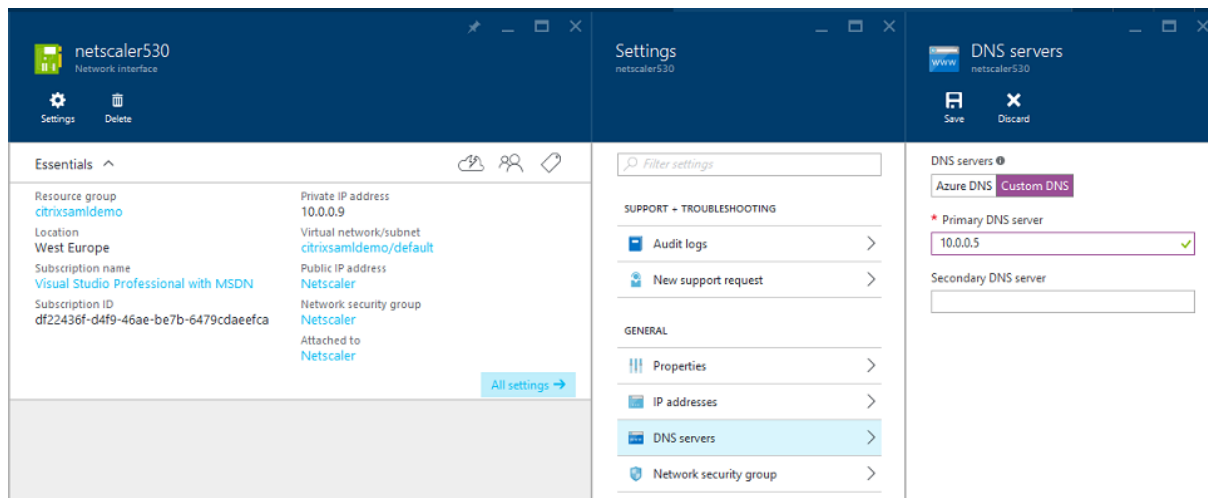 netscaler530
Network interface
Settings
Delete
Essentials
Resource group
citrixsamldemo
Location
West Europe
Subscription name
Visual Studio Professional with MSDN
Subscription ID
df22436f-d4f9-46ae-be7b-6479cdaeefca
Private IP address
10.0.0.9
Virtual network/subnet
citrixsamldemo/default
Public IP address
Netscaler
Network security group
Netscaler
Attached to
Netscaler
All settings
Settings
netscaler530
Filter settings
SUPPORT + TROUBLESHOOTING
Audit logs
New support request
GENERAL
Properties
IP addresses
DNS servers
Network security group
www
DNS servers
netscaler530
Save
Discard
DNS servers
Azure DNS
Custom DNS
* Primary DNS server
10.0.0.5
Secondary DNS server